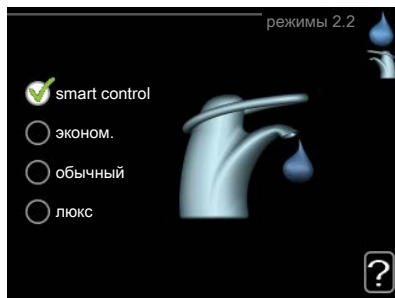 режимы 2.2
smart control
эконом.
обычный
люкс
?